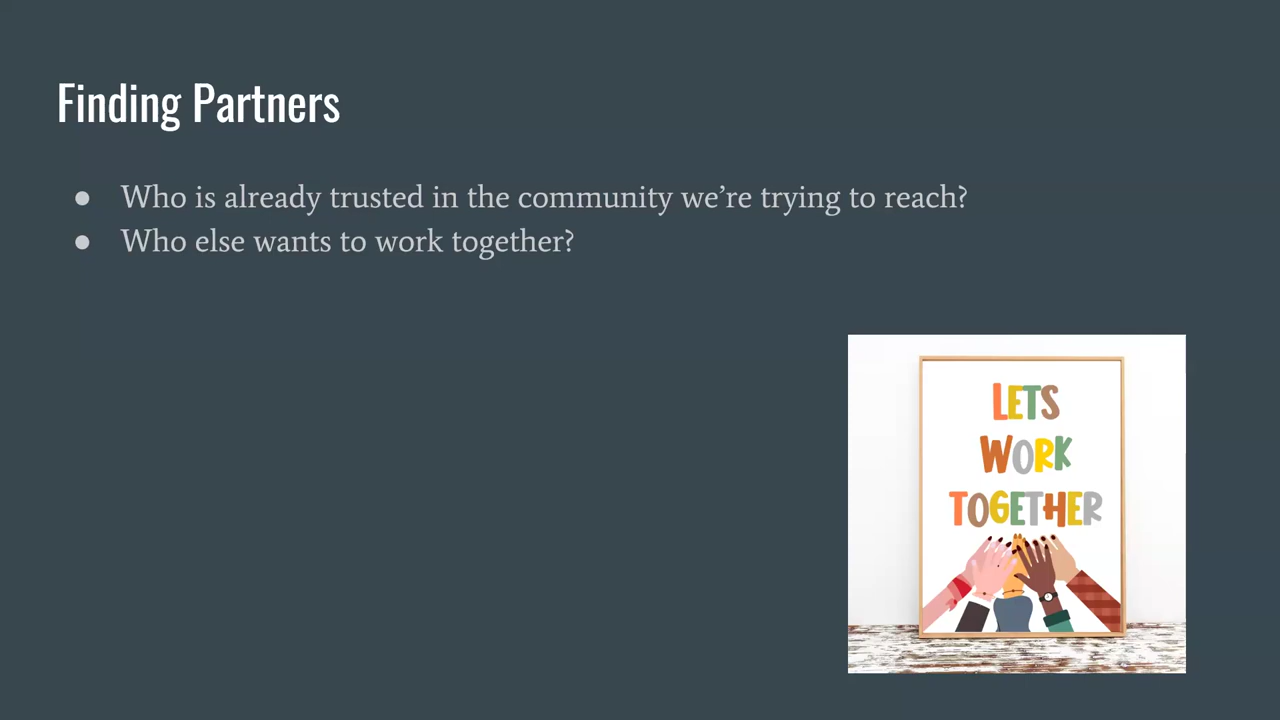 Finding Partners
● Who is already trusted in the community we’re trying to reach?
● Who else wants to work together?
LETS
WORK
TOGETHER